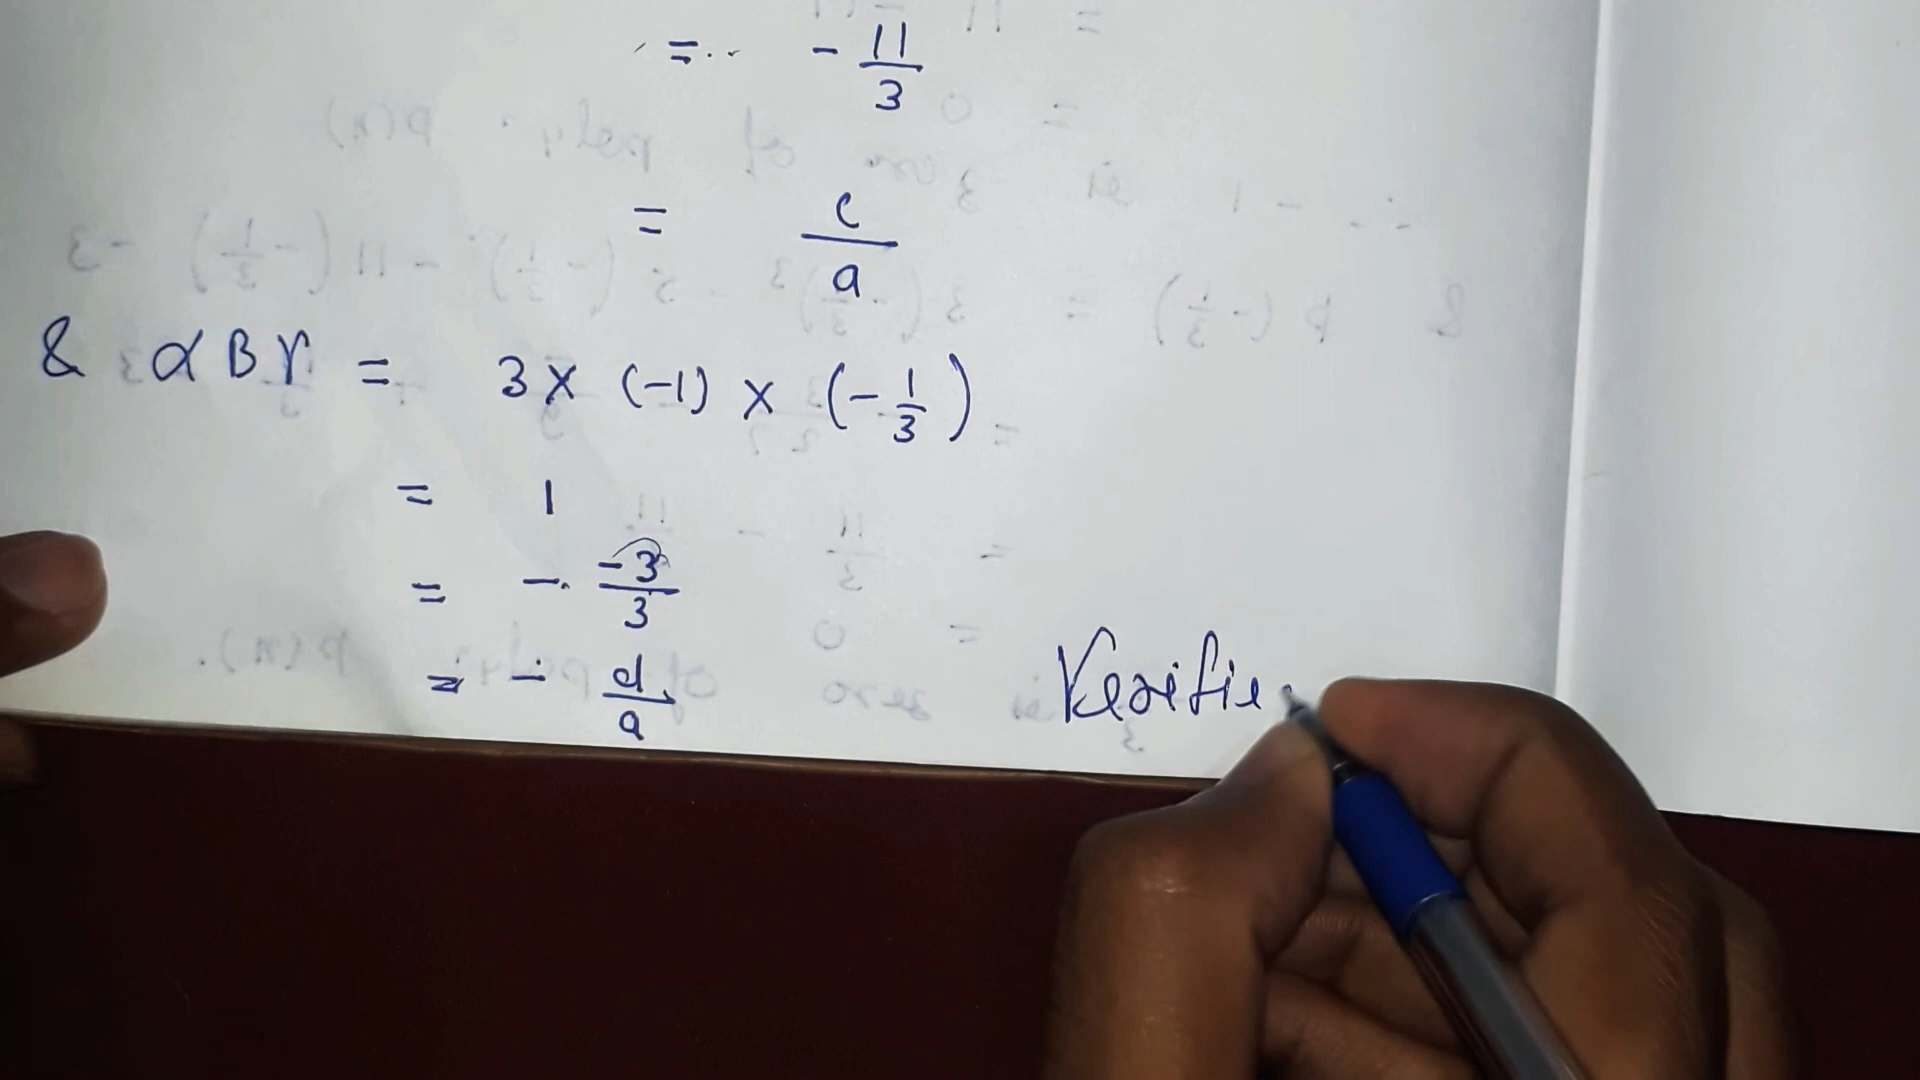 = - 11/3
= c/a
& αβγ = 3 × (-1) × (-1/3)
= 1
= - -3/3
= - d/a
Verifie